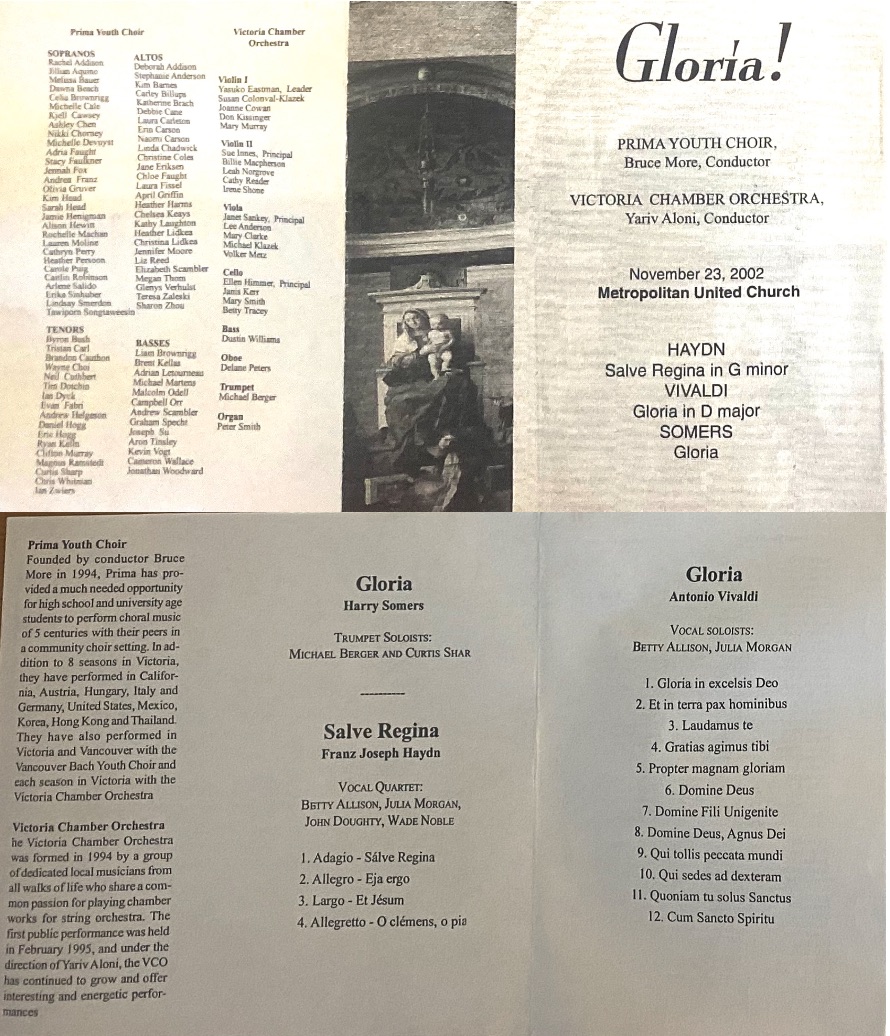 Prima Youth Choir
SOPRANOS
Rachel Addison
Jillian Aquino
Melissa Bauer
Dawna Beach
Celia Brownrigg
Michelle Cale
Kjell Cawsey
Ashley Chen
Nikki Chorney
Michelle Devuyst
Adria Faught
Stacy Faulkner
Jennah Fox
Andrea Franz
Olivia Gruver
Kim Head
Sarah Head
Jamie Henigman
Alison Hewitt
Rochelle Machan
Lauren Moline
Cathryn Perry
Heather Persoon
Carole Puig
Caitlin Robinson
Arlene Salido
Erika Sinhuber
Lindsay Smerdon
Tawiporn Songtaweesin
TENORS
Byron Bush
Tristan Carl
Brandon Cauthon
Wayne Choi
Neil Cuthbert
Tim Dotchin
Ian Dyck
Evan Fabri
Andrew Helgeson
Daniel Hogg
Eric Hogg
Ryan Kelln
Clifton Murray
Magnus Ramstedt
Curtis Sharp
Chris Whitman
Ian Zwiers
ALTOS
Deborah Addison
Stephanie Anderson
Kim Barnes
Carley Billups
Katherine Brach
Debbie Cane
Laura Carleton
Erin Carson
Naomi Carson
Linda Chadwick
Christine Coles
Jane Eriksen
Chloe Faught
Laura Fissel
April Griffin
Heather Harms
Chelsea Kenys
Kathy Laughton
Heather Lidkea
Christina Lidkea
Jennifer Moore
Liz Reed
Elizabeth Scambler
Megan Thom
Glenys Verhulst
Teresa Zaleski
Sharon Zhou
BASSES
Liam Brownrigg
Brent Kellas
Adrian Letourneau
Michael Martens
Malcolm Odell
Campbell Orr
Andrew Scambler
Graham Specht
Joseph Su
Aron Tinsley
Kevin Vogt
Cameron Wallace
Jonathan Woodward
Victoria Chamber
Orchestra
Violin I
Yasuko Eastman, Leader
Susan Colonval-Klazek
Joanne Cowan
Don Kissinger
Mary Murray
Violin II
Sue Innes, Principal
Billie Macpherson
Leah Norgrove
Cathy Reader
Irene Shone
Viola
Janet Sankey, Principal
Lee Anderson
Mary Clarke
Michael Klazek
Volker Metz
Cello
Ellen Himmer, Principal
Janis Kerr
Mary Smith
Betty Tracey
Bass
Dustin Williams
Oboe
Delane Peters
Trumpet
Michael Berger
Organ
Peter Smith
Gloria!
PRIMA YOUTH CHOIR,
Bruce More, Conductor
VICTORIA CHAMBER ORCHESTRA,
Yariv Aloni, Conductor
November 23, 2002
Metropolitan United Church
HAYDN
Salve Regina in G minor
VIVALDI
Gloria in D major
SOMERS
Gloria
Prima Youth Choir
Founded by conductor Bruce
More in 1994, Prima has pro-
vided a much needed opportunity
for high school and university age
students to perform choral music
of 5 centuries with their peers in
a community choir setting. In ad-
dition to 8 seasons in Victoria,
they have performed in Califor-
nia, Austria, Hungary, Italy and
Germany, United States, Mexico,
Korea, Hong Kong and Thailand.
They have also performed in
Victoria and Vancouver with the
Vancouver Bach Youth Choir and
each season in Victoria with the
Victoria Chamber Orchestra
Victoria Chamber Orchestra
he Victoria Chamber Orchestra
was formed in 1994 by a group
of dedicated local musicians from
all walks of life who share a com-
mon passion for playing chamber
works for string orchestra. The
first public performance was held
in February 1995, and under the
direction of Yariv Aloni, the VCO
has continued to grow and offer
interesting and energetic perfor-
mances
Gloria
Harry Somers
TRUMPET SOLOISTS:
MICHAEL BERGER AND CURTIS SHAR
----------
Salve Regina
Franz Joseph Haydn
VOCAL QUARTET:
BETTY ALLISON, JULIA MORGAN,
JOHN DOUGHTY, WADE NOBLE
1. Adagio - Sálve Regina
2. Allegro - Eja ergo
3. Largo - Et Jésum
4. Allegretto - O clémens, o pia
Gloria
Antonio Vivaldi
VOCAL SOLOISTS:
BETTY ALLISON, JULIA MORGAN
1. Gloria in excelsis Deo
2. Et in terra pax hominibus
3. Laudamus te
4. Gratias agimus tibi
5. Propter magnam gloriam
6. Domine Deus
7. Domine Fili Unigenite
8. Domine Deus, Agnus Dei
9. Qui tollis peccata mundi
10. Qui sedes ad dexteram
11. Quoniam tu solus Sanctus
12. Cum Sancto Spiritu